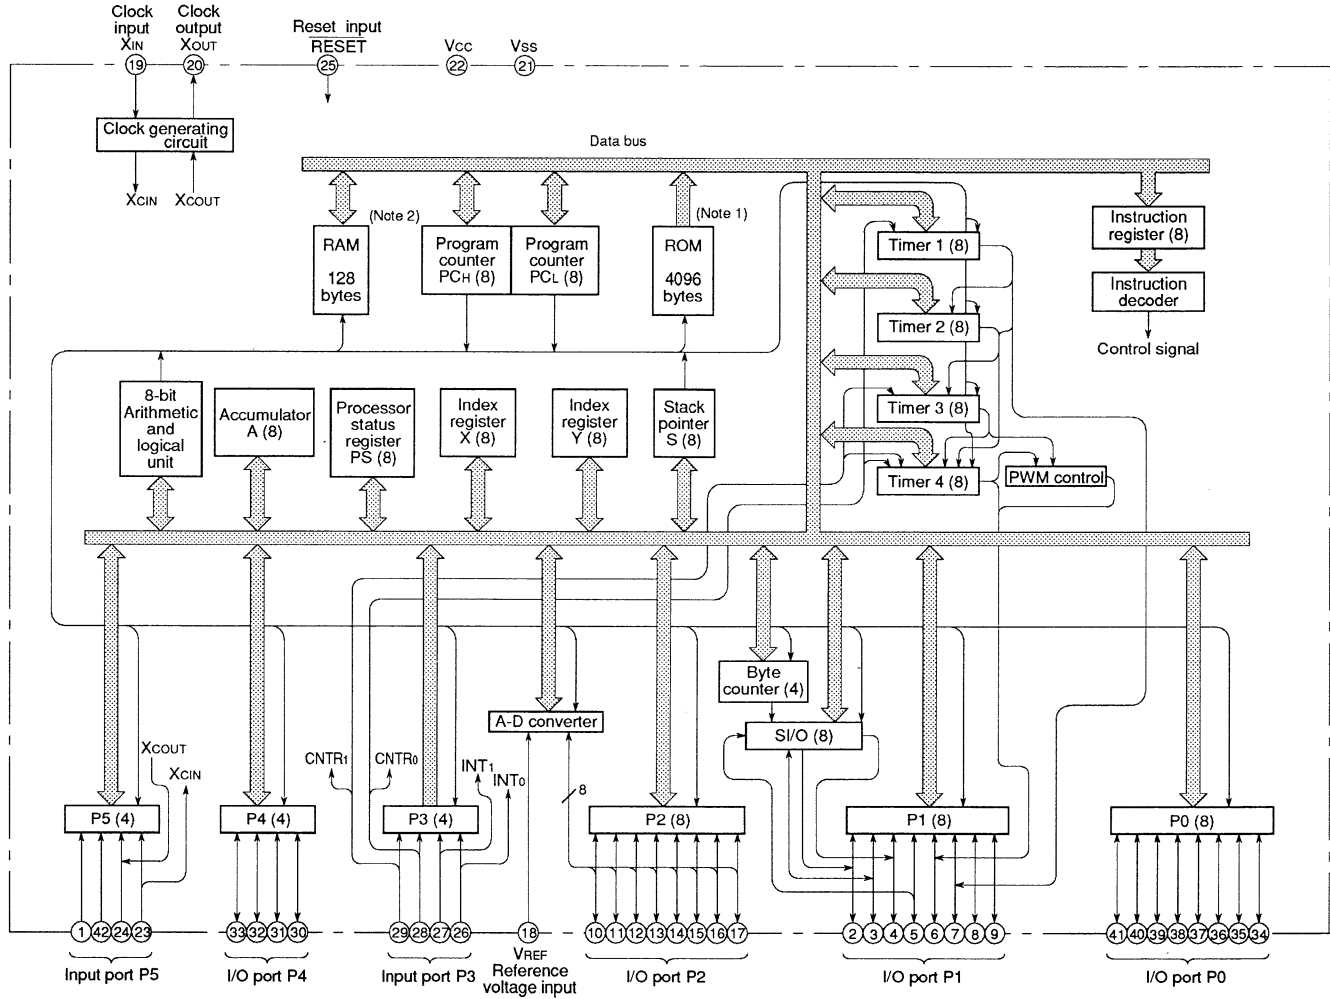 Clock input XIN
Clock output XOUT
Reset input RESET
VCC
VSS
19
20
25
22
21
Clock generating circuit
XCIN
XCOUT
Data bus
(Note 2)
(Note 1)
RAM
128 bytes
Program counter PCH (8)
Program counter PCL (8)
ROM
4096 bytes
Timer 1 (8)
Timer 2 (8)
Timer 3 (8)
Timer 4 (8)
PWM control
Instruction register (8)
Instruction decoder
Control signal
8-bit Arithmetic and logical unit
Accumulator A (8)
Processor status register PS (8)
Index register X (8)
Index register Y (8)
Stack pointer S (8)
Byte counter (4)
A-D converter
SI/O (8)
XCOUT
XCIN
CNTR1
CNTR0
INT1
INT0
8
P5 (4)
P4 (4)
P3 (4)
P2 (8)
P1 (8)
P0 (8)
1 42 24 23
33 32 31 30
29 28 27 26
18
10 11 12 13 14 15 16 17
2 3 4 5 6 7 8 9
41 40 39 38 37 36 35 34
Input port P5
I/O port P4
Input port P3
VREF
Reference voltage input
I/O port P2
I/O port P1
I/O port P0